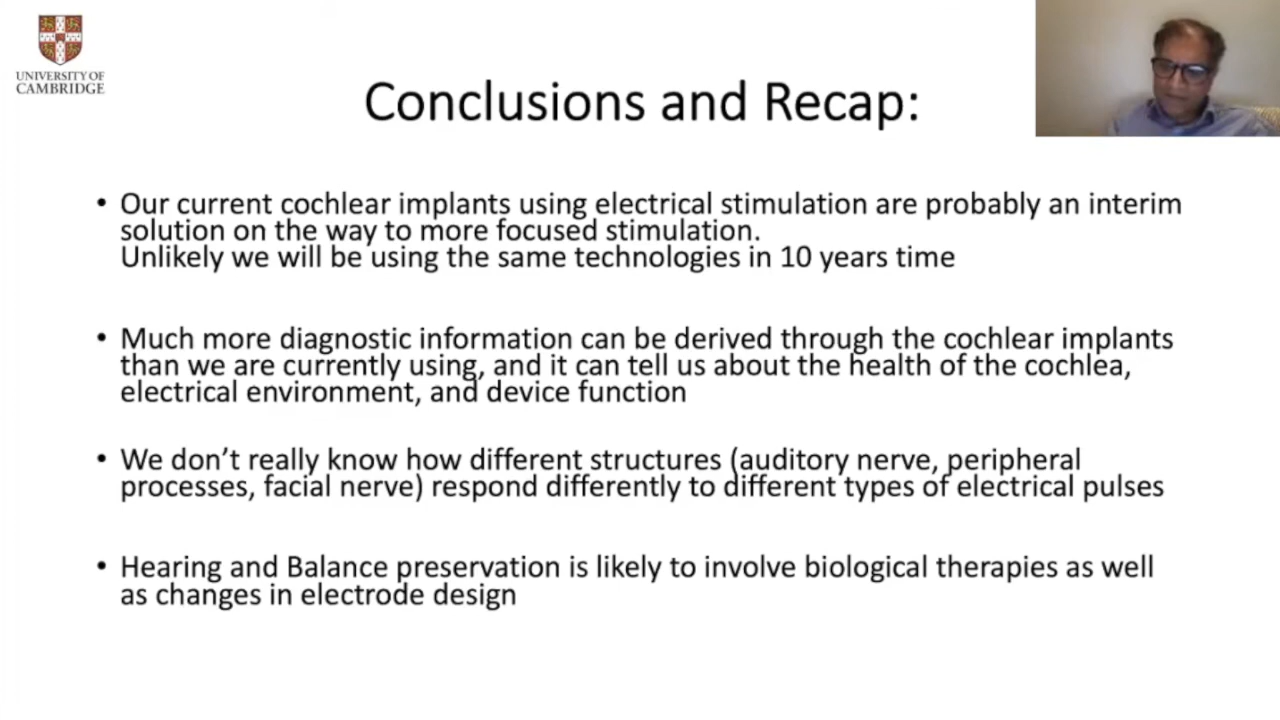 UNIVERSITY OF
CAMBRIDGE
Conclusions and Recap:
• Our current cochlear implants using electrical stimulation are probably an interim
solution on the way to more focused stimulation.
Unlikely we will be using the same technologies in 10 years time
• Much more diagnostic information can be derived through the cochlear implants
than we are currently using, and it can tell us about the health of the cochlea,
electrical environment, and device function
• We don’t really know how different structures (auditory nerve, peripheral
processes, facial nerve) respond differently to different types of electrical pulses
• Hearing and Balance preservation is likely to involve biological therapies as well
as changes in electrode design